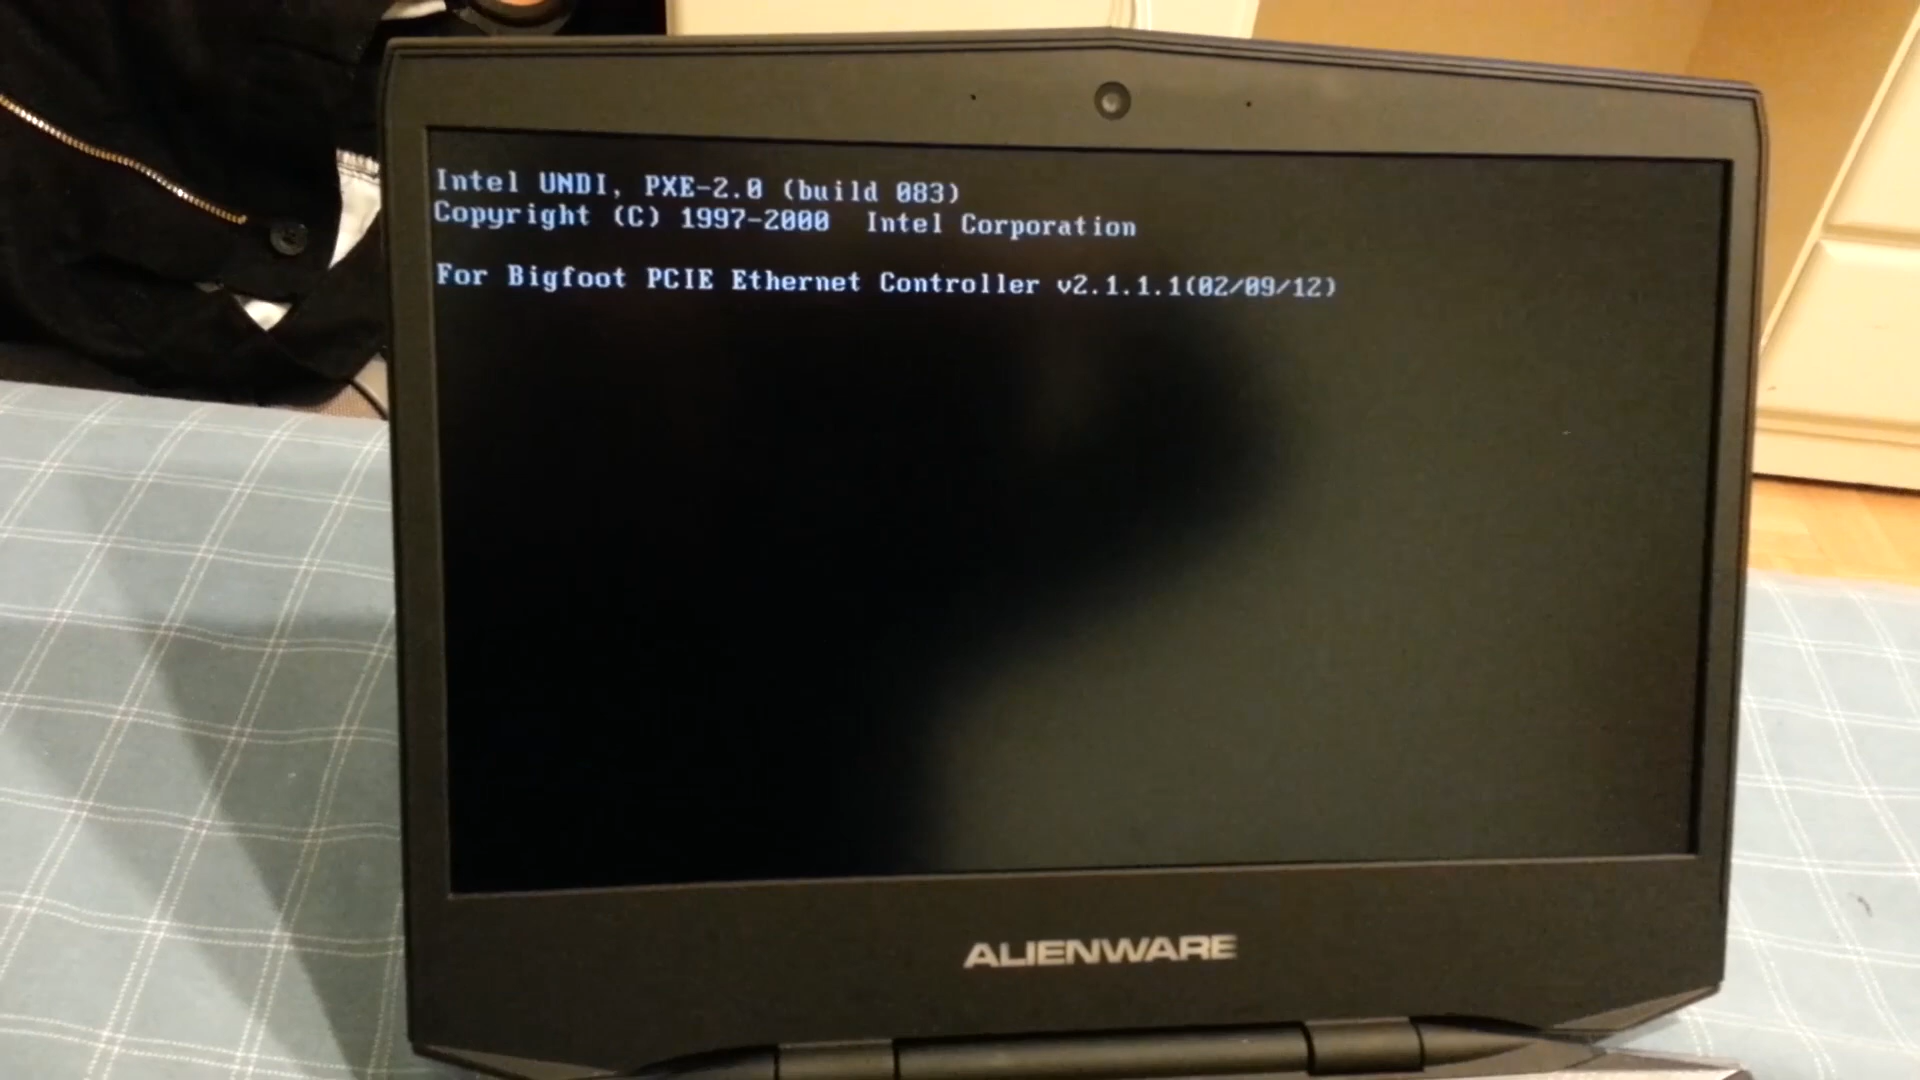 Intel UNDI, PXE-2.0 (build 083)
Copyright (C) 1997-2000  Intel Corporation
For Bigfoot PCIE Ethernet Controller v2.1.1.1(02/09/12)
ALIENWARE